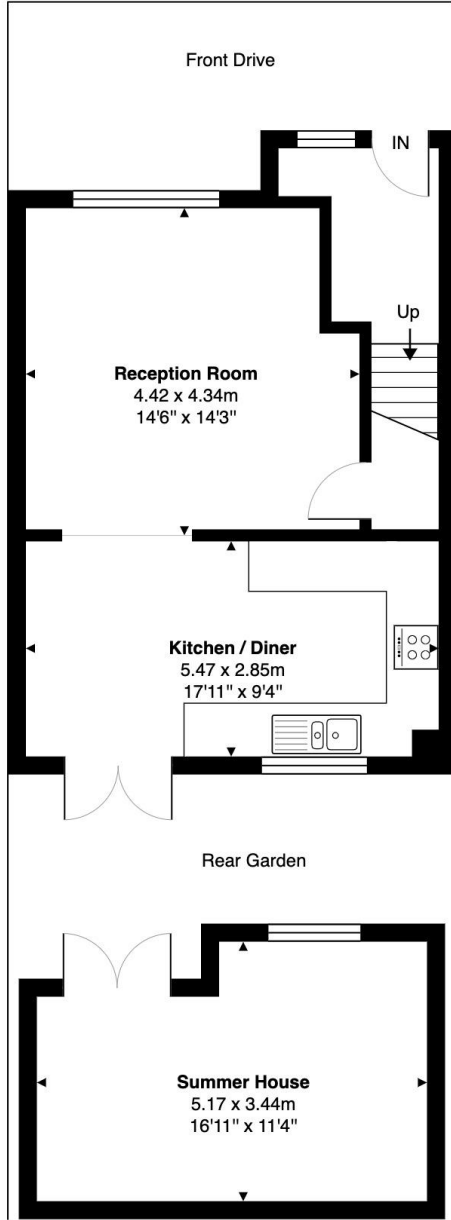 Front Drive
IN
Up
Reception Room
4.42 x 4.34m
14'6" x 14'3"
Kitchen / Diner
5.47 x 2.85m
17'11" x 9'4"
Rear Garden
Summer House
5.17 x 3.44m
16'11" x 11'4"